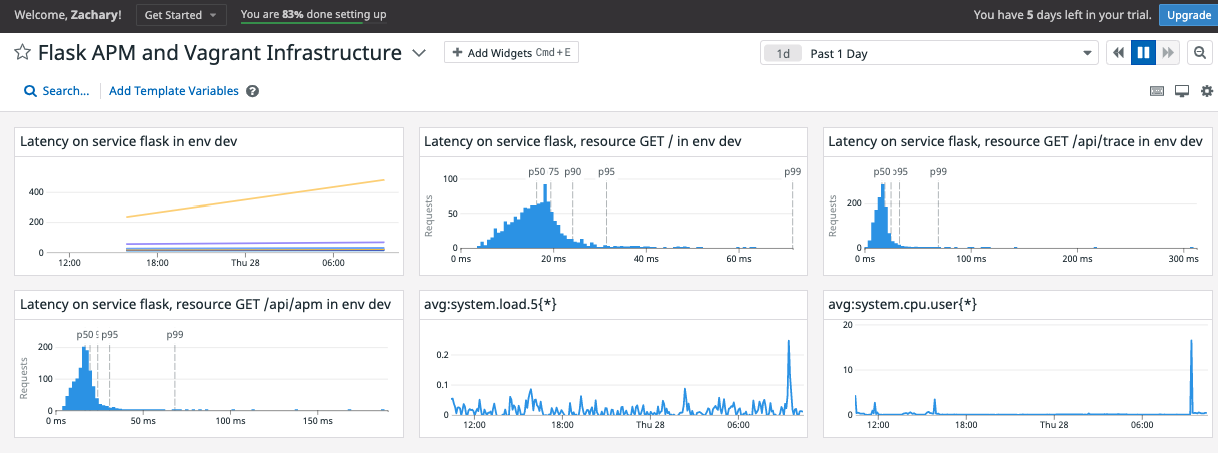 Welcome, Zachary! Get Started You are 83% done setting up You have 5 days left in your trial. Upgrade
Flask APM and Vagrant Infrastructure + Add Widgets Cmd+E 1d Past 1 Day
Search... Add Template Variables ?
Latency on service flask in env dev
400
200
0
12:00 18:00 Thu 28 06:00
Latency on service flask, resource GET / in env dev
p50 75 p90 p95 p99
Requests
100
50
0
0 ms 20 ms 40 ms 60 ms
Latency on service flask, resource GET /api/trace in env dev
p50 p95 p99
Requests
200
0
0 ms 100 ms 200 ms 300 ms
Latency on service flask, resource GET /api/apm in env dev
p50 p95 p99
Requests
200
100
0
0 ms 50 ms 100 ms 150 ms
avg:system.load.5{*}
0.2
0.1
0
12:00 18:00 Thu 28 06:00
avg:system.cpu.user{*}
20
10
0
12:00 18:00 Thu 28 06:00